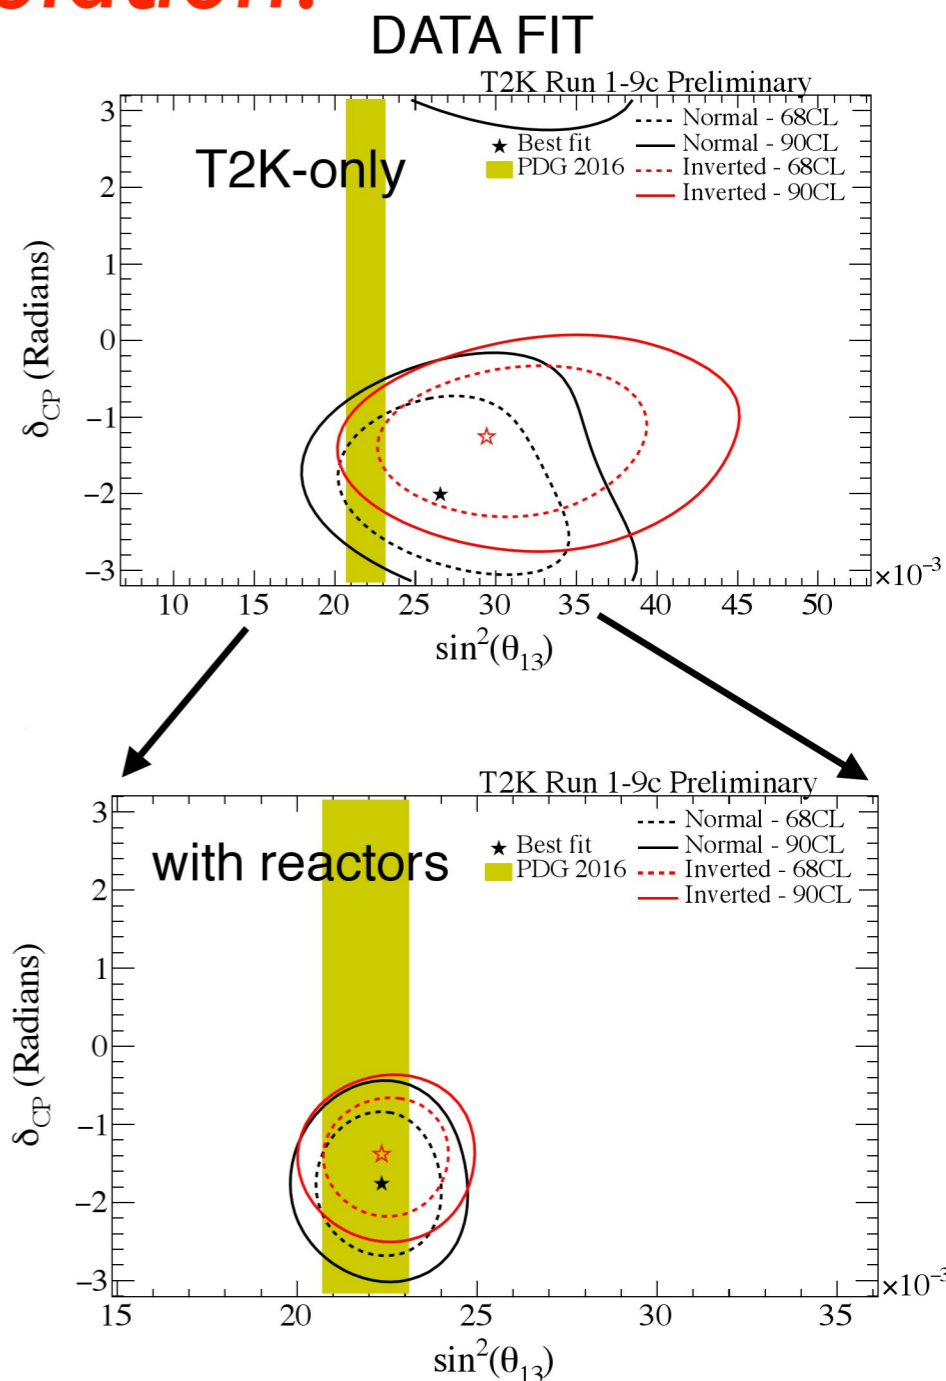 DATA FIT
T2K Run 1-9c Preliminary
T2K-only
★ Best fit
PDG 2016
Normal - 68CL
Normal - 90CL
Inverted - 68CL
Inverted - 90CL
δCP (Radians)
3
2
1
0
−1
−2
−3
10 15 20 25 30 35 40 45 50
×10⁻³
sin²(θ₁₃)
T2K Run 1-9c Preliminary
with reactors
★ Best fit
PDG 2016
Normal - 68CL
Normal - 90CL
Inverted - 68CL
Inverted - 90CL
δCP (Radians)
3
2
1
0
−1
−2
−3
15 20 25 30 35
×10⁻³
sin²(θ₁₃)